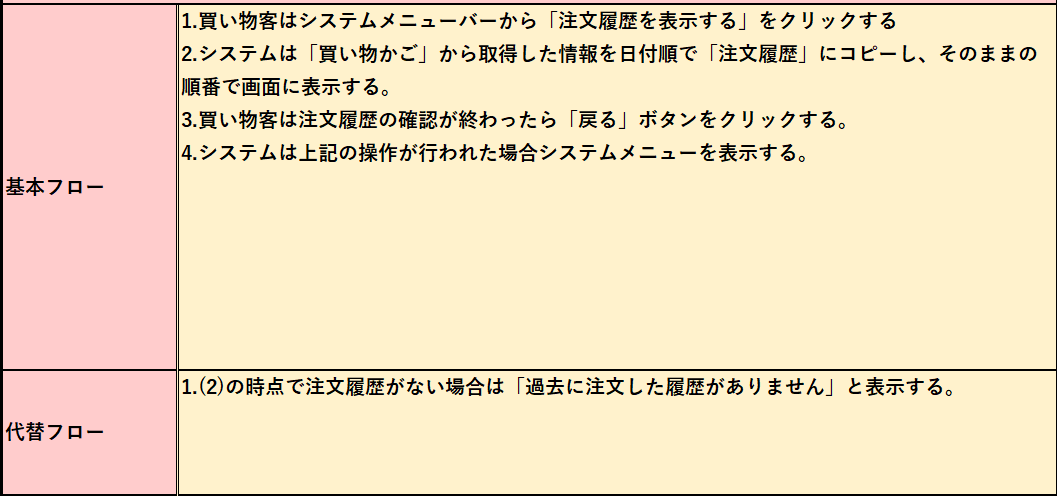 1.買い物客はシステムメニューバーから「注文履歴を表示する」をクリックする
2.システムは「買い物かご」から取得した情報を日付順で「注文履歴」にコピーし、そのままの
順番で画面に表示する。
3.買い物客は注文履歴の確認が終わったら「戻る」ボタンをクリックする。
4.システムは上記の操作が行われた場合システムメニューを表示する。
基本フロー
1.(2)の時点で注文履歴がない場合は「過去に注文した履歴がありません」と表示する。
代替フロー